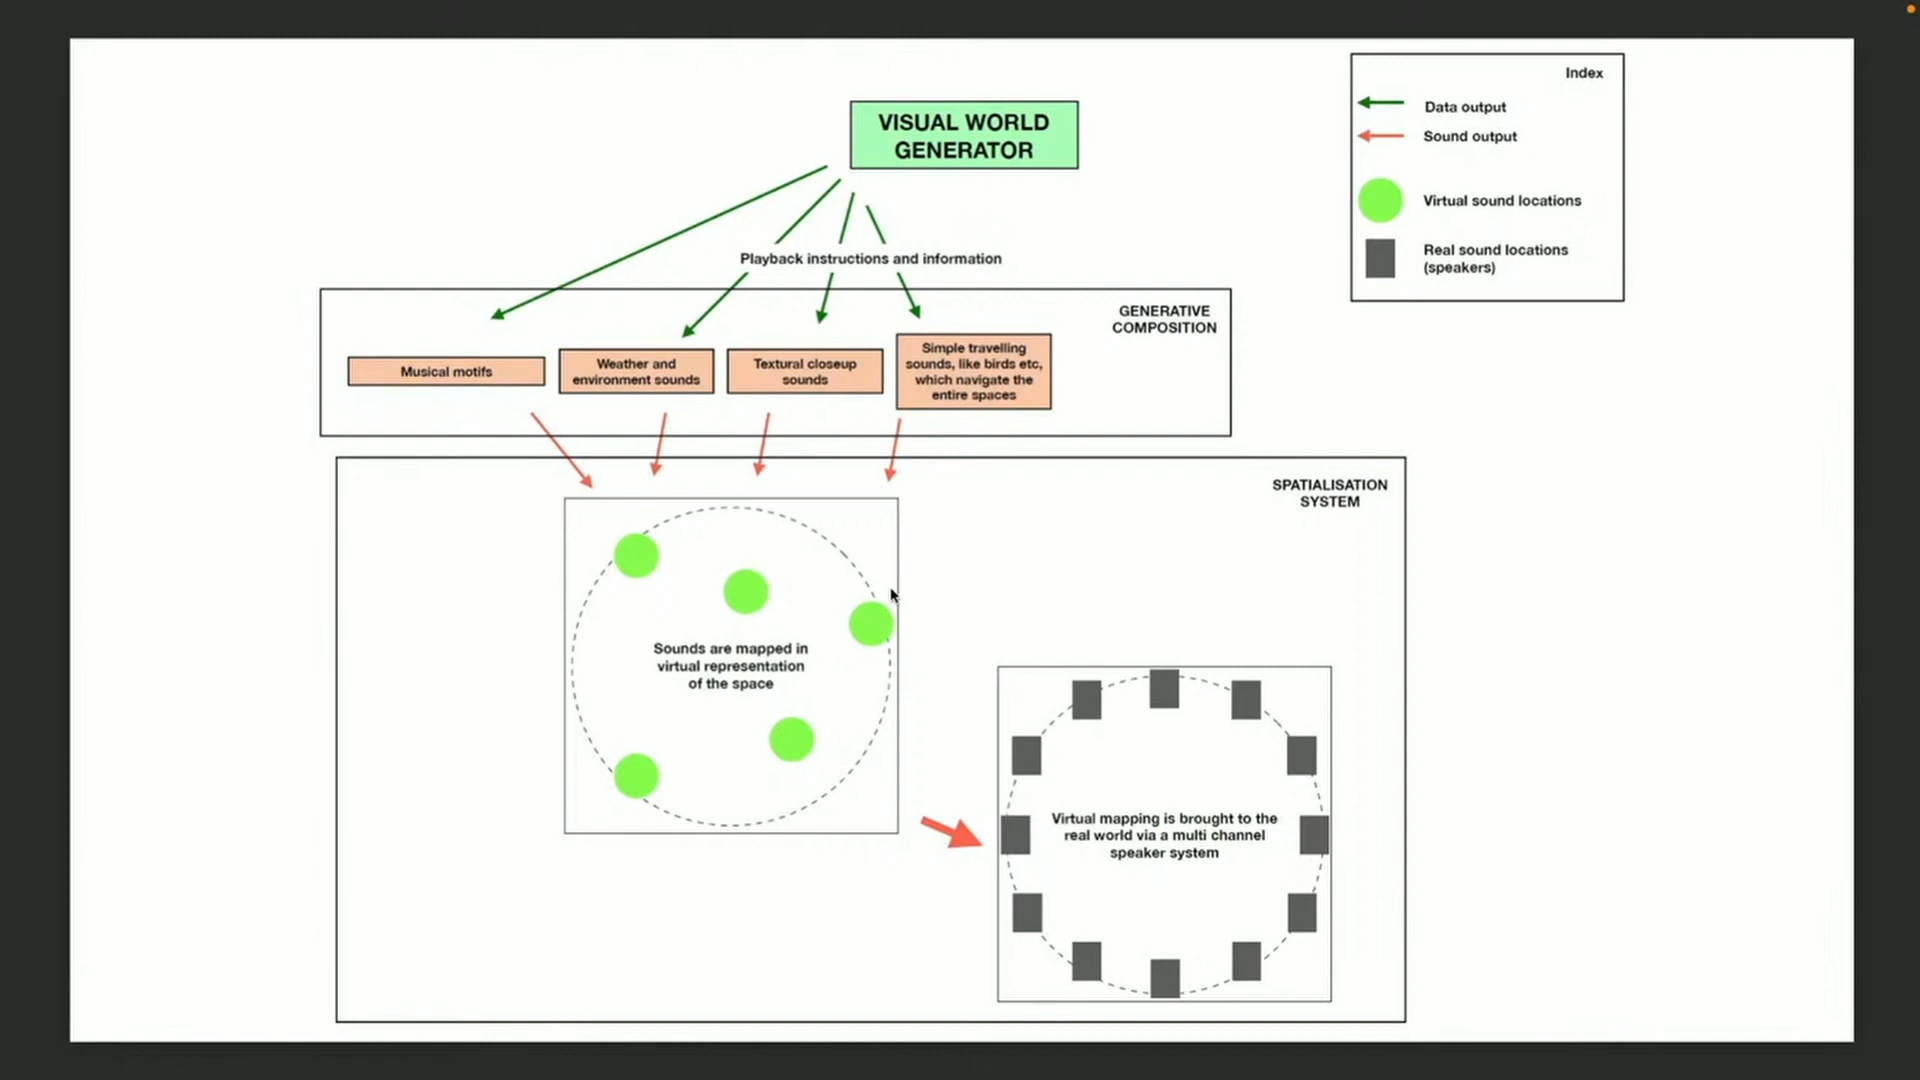 VISUAL WORLD
GENERATOR
Index
Data output
Sound output
Virtual sound locations
Real sound locations
(speakers)
Playback instructions and information
GENERATIVE
COMPOSITION
Musical motifs
Weather and
environment sounds
Textural closeup
sounds
Simple travelling
sounds, like birds etc,
which navigate the
entire spaces
SPATIALISATION
SYSTEM
Sounds are mapped in
virtual representation
of the space
Virtual mapping is brought to the
real world via a multi channel
speaker system